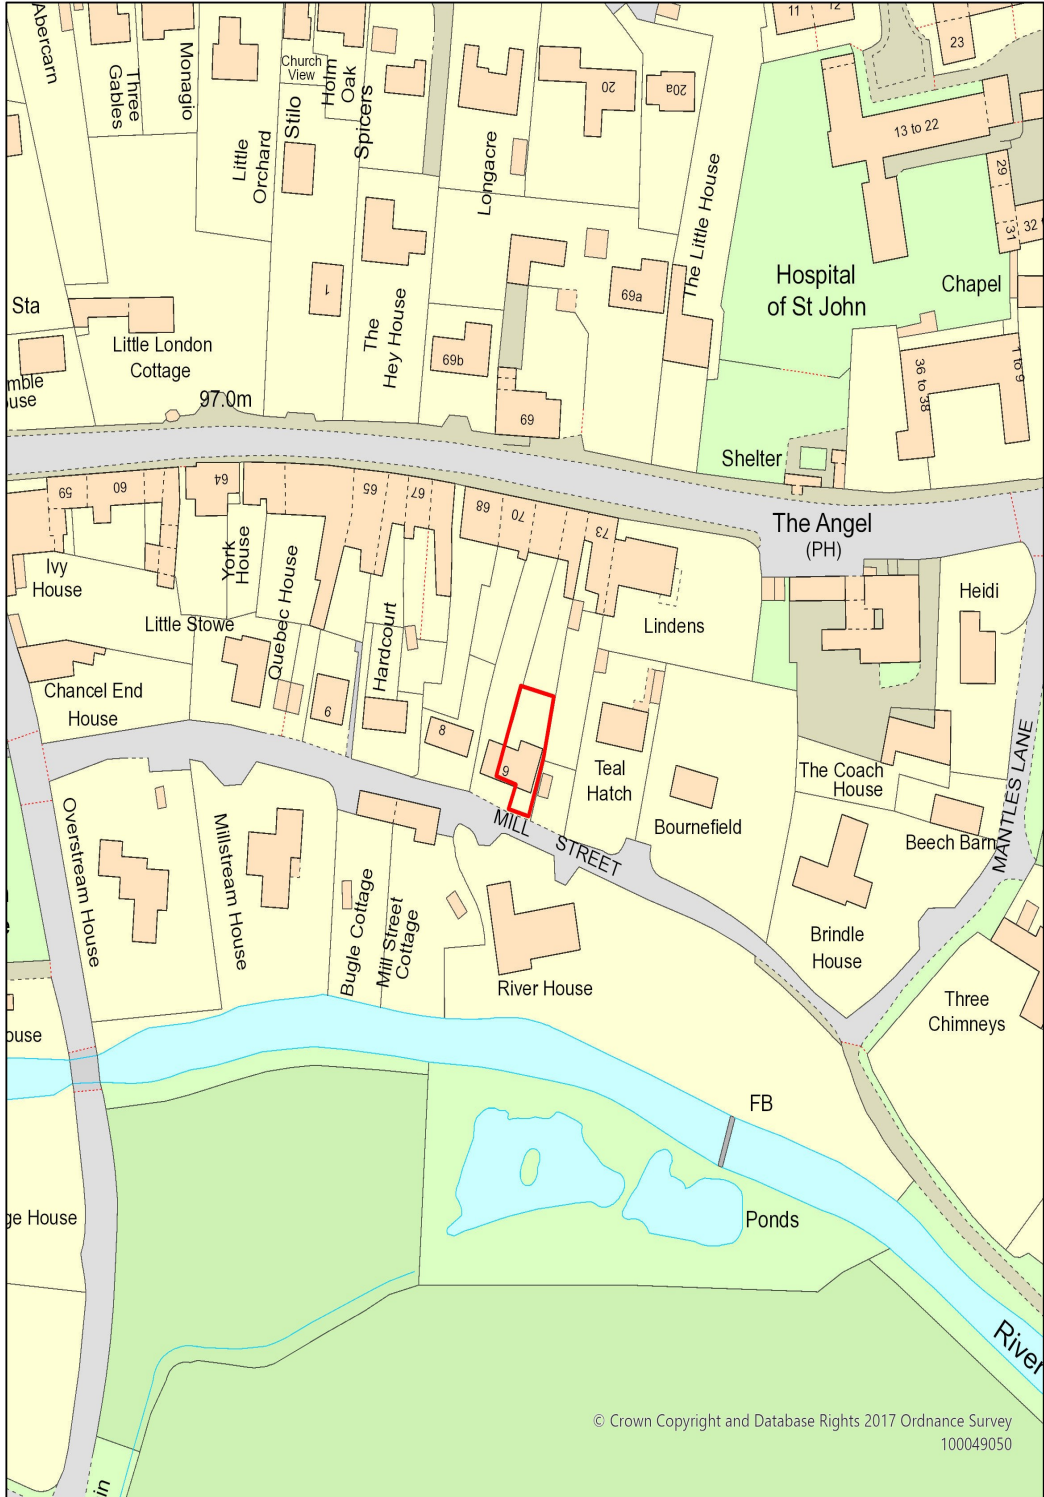 Abercarn
Three
Gables
Monagio
Little
Orchard
Church
View
Stilo
Holm
Oak
Spicers
Longacre
20
20a
The Little House
11
12
23
13 to 22
29
31
32
Hospital
of St John
Chapel
Sta
Little London
Cottage
mble
use
97.0m
1
The
Hey House
69b
69
69a
36 to 38
1 to 9
Shelter
The Angel
(PH)
59
60
64
65
67
68
70
73
Ivy
House
York
House
Quebec House
Little Stowe
Hardcourt
Lindens
Heidi
Chancel End
House
6
8
9
Teal
Hatch
Bournefield
The Coach
House
Beech Barn
MANTLES LANE
MILL
STREET
Overstream House
Millstream House
Bugle Cottage
Mill Street
Cottage
River House
Brindle
House
Three
Chimneys
ouse
FB
ge House
Ponds
River
in
© Crown Copyright and Database Rights 2017 Ordnance Survey
100049050